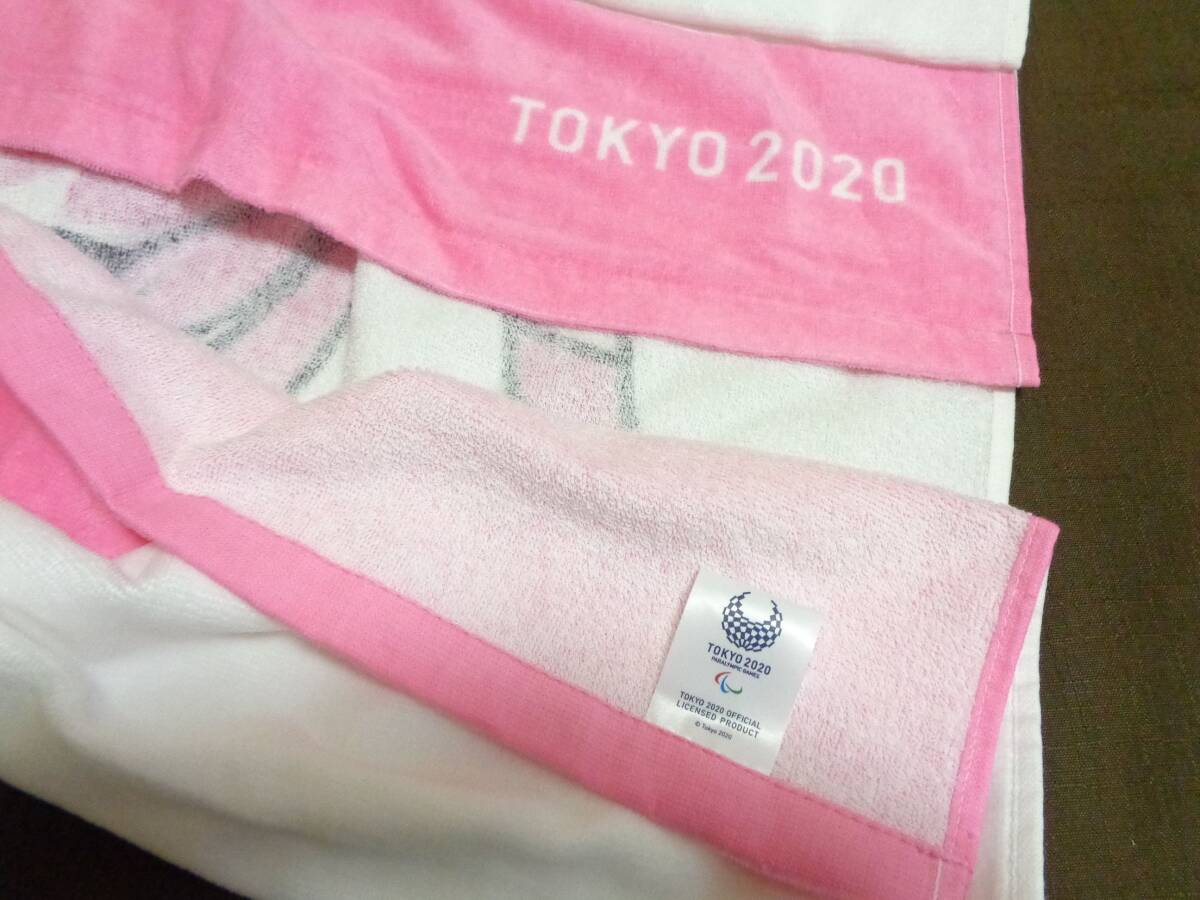 TOKYO 2020
TOKYO 2020
PARALYMPIC GAMES
TOKYO 2020 OFFICIAL
LICENSED PRODUCT
© Tokyo 2020